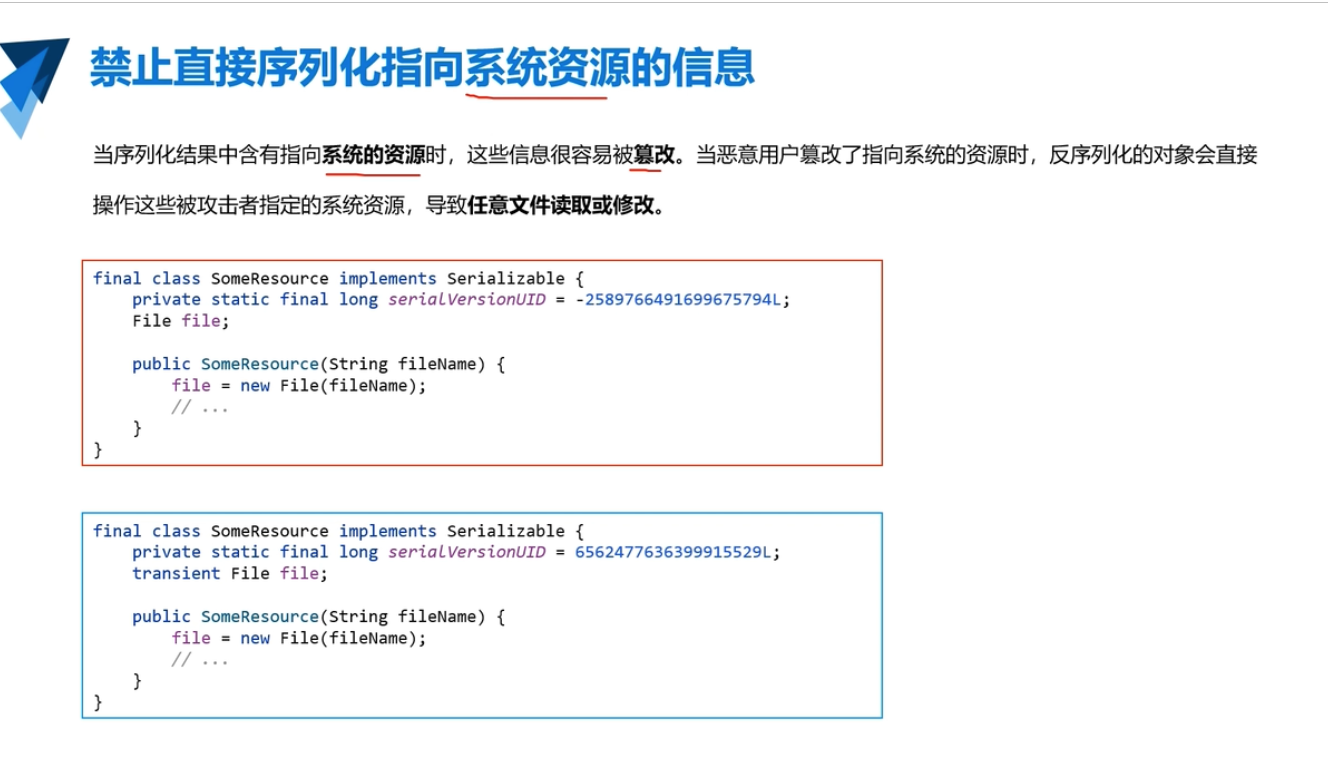 禁止直接序列化指向系统资源的信息
当序列化结果中含有指向系统的资源时，这些信息很容易被篡改。当恶意用户篡改了指向系统的资源时，反序列化的对象会直接
操作这些被攻击者指定的系统资源，导致任意文件读取或修改。
final class SomeResource implements Serializable {
    private static final long serialVersionUID = -2589766491699675794L;
    File file;
    public SomeResource(String fileName) {
        file = new File(fileName);
        // ...
    }
}
final class SomeResource implements Serializable {
    private static final long serialVersionUID = 6562477636399915529L;
    transient File file;
    public SomeResource(String fileName) {
        file = new File(fileName);
        // ...
    }
}